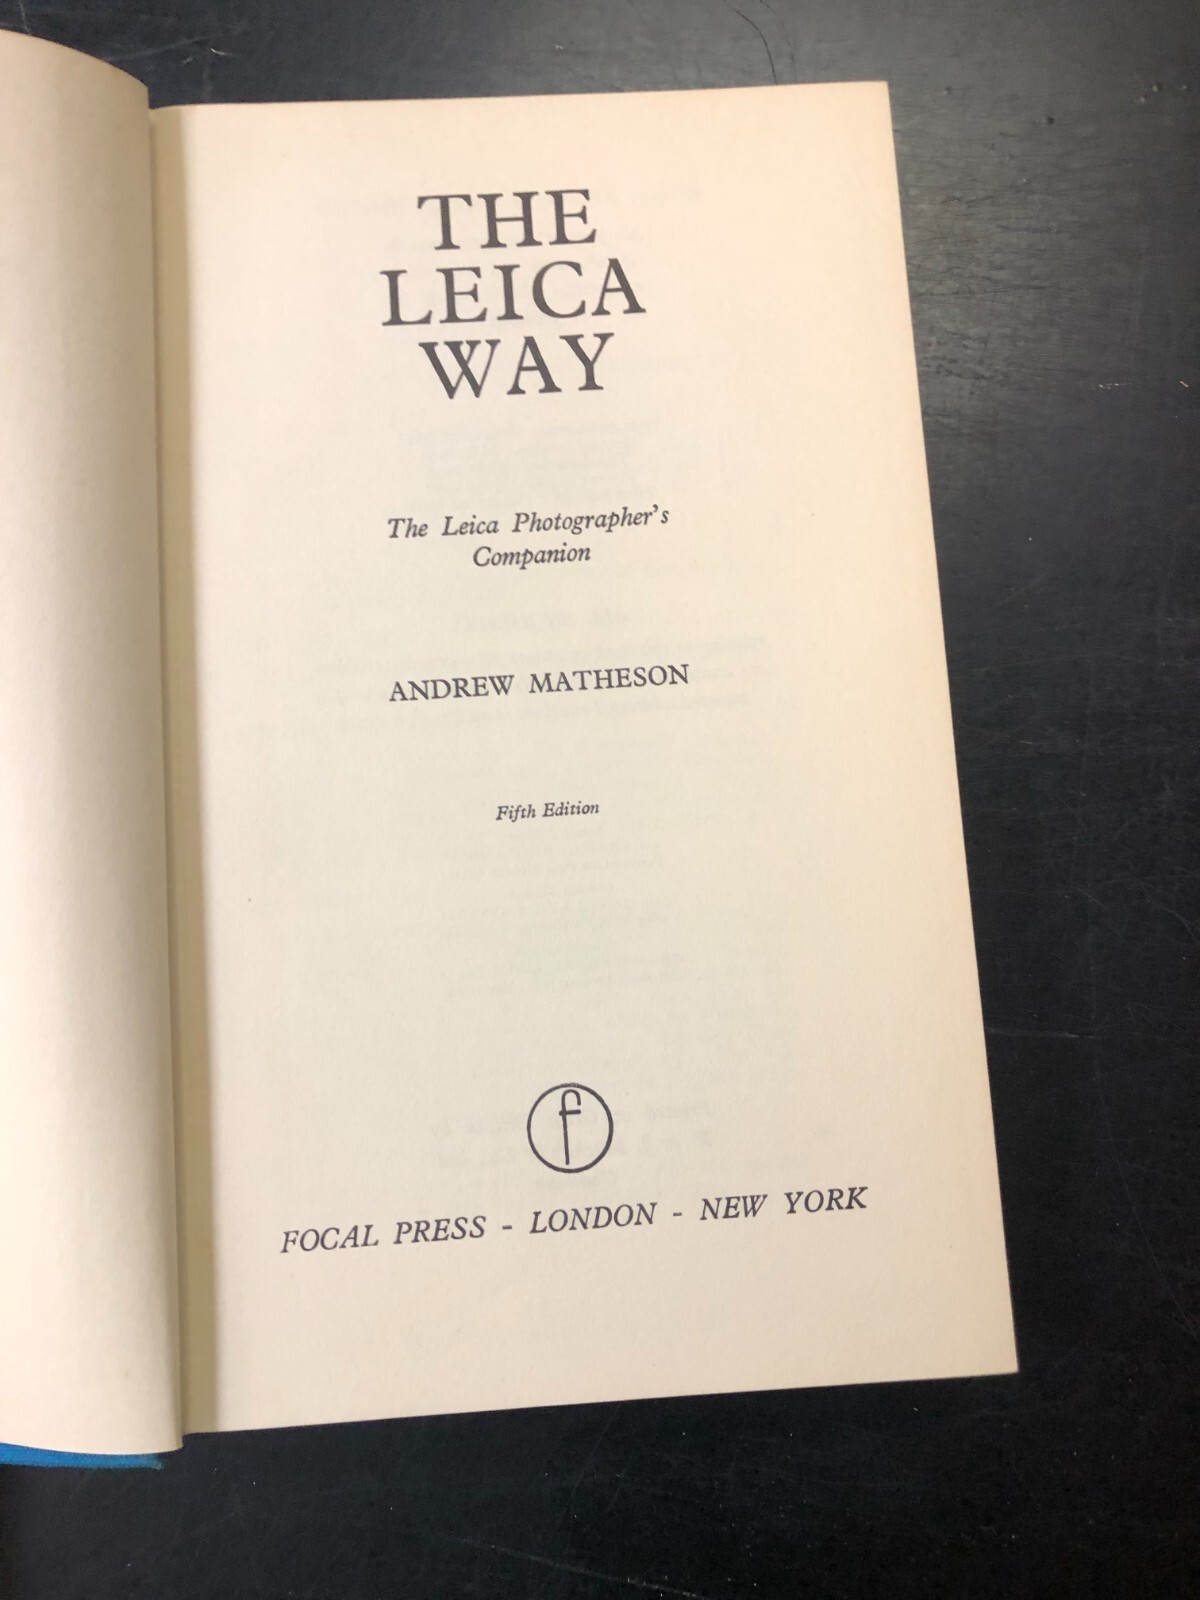 THE
LEICA
WAY
The Leica Photographer's
Companion
ANDREW MATHESON
Fifth Edition
f
FOCAL PRESS - LONDON - NEW YORK